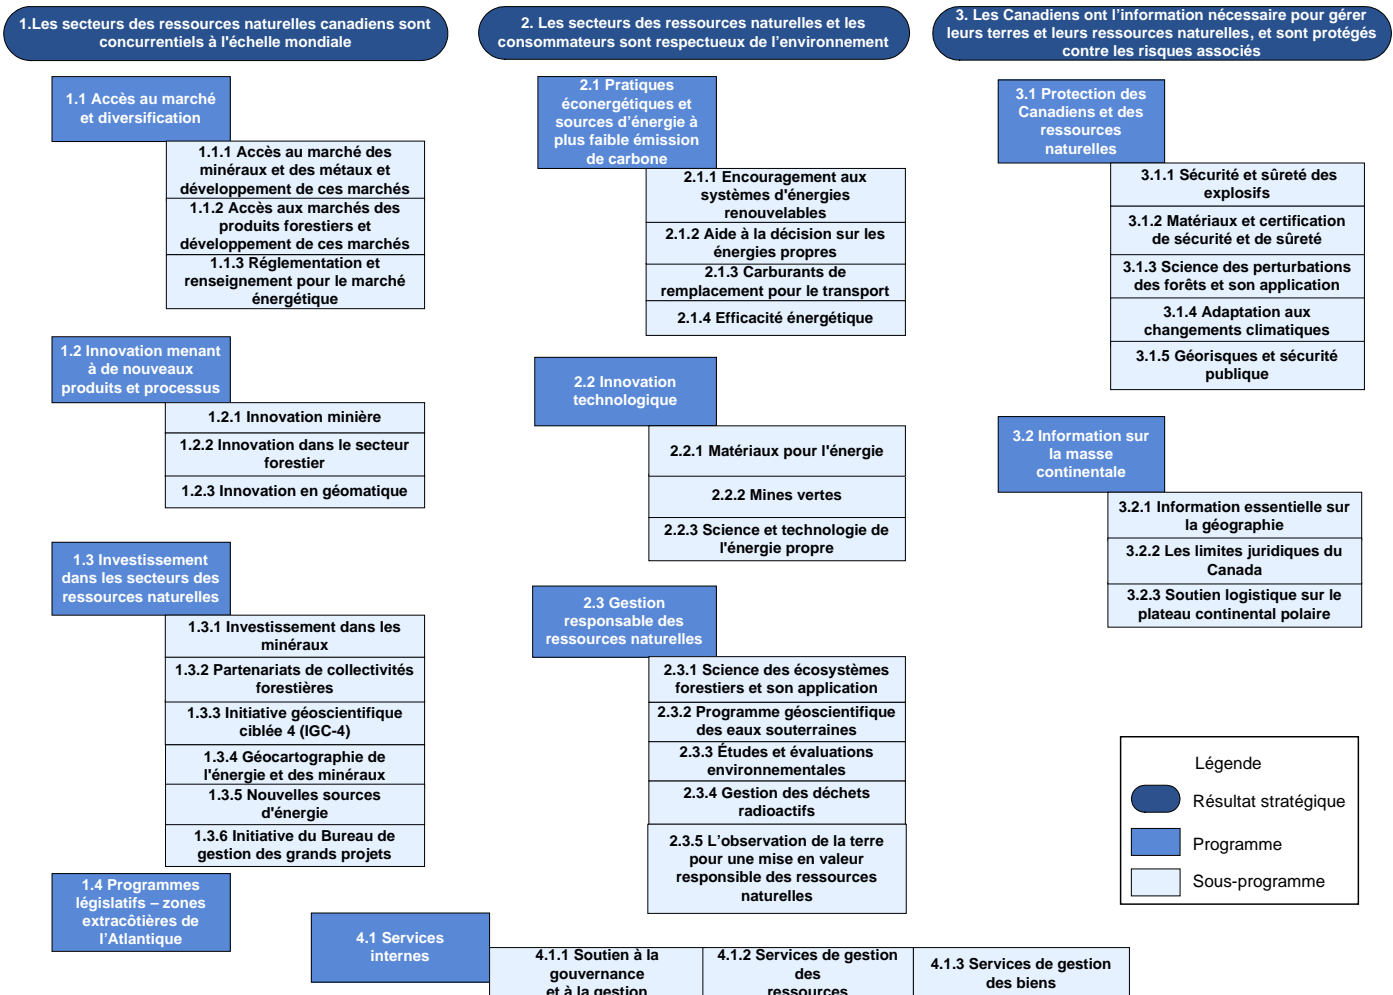 1.Les secteurs des ressources naturelles canadiens sont
concurrentiels à l'échelle mondiale
1.1 Accès au marché
et diversification
1.1.1 Accès au marché des
minéraux et des métaux et
développement de ces marchés
1.1.2 Accès aux marchés des
produits forestiers et
développement de ces marchés
1.1.3 Réglementation et
renseignement pour le marché
énergétique
1.2 Innovation menant
à de nouveaux
produits et processus
1.2.1 Innovation minière
1.2.2 Innovation dans le secteur
forestier
1.2.3 Innovation en géomatique
1.3 Investissement
dans les secteurs des
ressources naturelles
1.3.1 Investissement dans les
minéraux
1.3.2 Partenariats de collectivités
forestières
1.3.3 Initiative géoscientifique
ciblée 4 (IGC-4)
1.3.4 Géocartographie de
l'énergie et des minéraux
1.3.5 Nouvelles sources
d'énergie
1.3.6 Initiative du Bureau de
gestion des grands projets
1.4 Programmes
législatifs – zones
extracôtières de
l'Atlantique
2. Les secteurs des ressources naturelles et les
consommateurs sont respectueux de l'environnement
2.1 Pratiques
éconergétiques et
sources d'énergie à
plus faible émission
de carbone
2.1.1 Encouragement aux
systèmes d'énergies
renouvelables
2.1.2 Aide à la décision sur les
énergies propres
2.1.3 Carburants de
remplacement pour le transport
2.1.4 Efficacité énergétique
2.2 Innovation
technologique
2.2.1 Matériaux pour l'énergie
2.2.2 Mines vertes
2.2.3 Science et technologie de
l'énergie propre
2.3 Gestion
responsable des
ressources naturelles
2.3.1 Science des écosystèmes
forestiers et son application
2.3.2 Programme géoscientifique
des eaux souterraines
2.3.3 Études et évaluations
environnementales
2.3.4 Gestion des déchets
radioactifs
2.3.5 L'observation de la terre
pour une mise en valeur
responsible des ressources
naturelles
3. Les Canadiens ont l'information nécessaire pour gérer
leurs terres et leurs ressources naturelles, et sont protégés
contre les risques associés
3.1 Protection des
Canadiens et des
ressources
naturelles
3.1.1 Sécurité et sûreté des
explosifs
3.1.2 Matériaux et certification
de sécurité et de sûreté
3.1.3 Science des perturbations
des forêts et son application
3.1.4 Adaptation aux
changements climatiques
3.1.5 Géorisques et sécurité
publique
3.2 Information sur
la masse
continentale
3.2.1 Information essentielle sur
la géographie
3.2.2 Les limites juridiques du
Canada
3.2.3 Soutien logistique sur le
plateau continental polaire
Légende
Résultat stratégique
Programme
Sous-programme
4.1 Services
internes
4.1.1 Soutien à la
gouvernance
et à la gestion
4.1.2 Services de gestion
des
ressources
4.1.3 Services de gestion
des biens